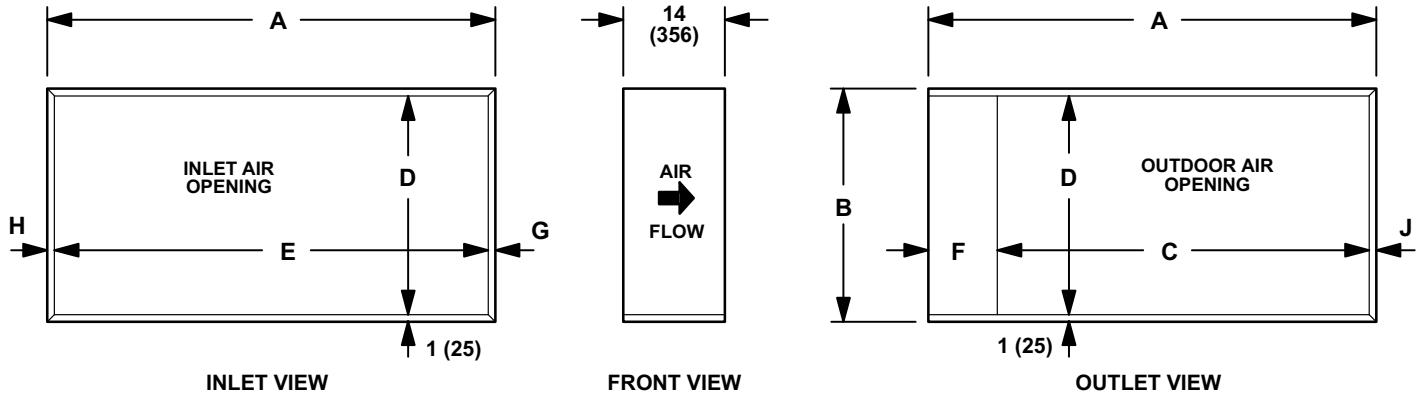 A
14
(356)
A
INLET AIR
OPENING
D
H
E
G
1 (25)
AIR
FLOW
B
OUTDOOR AIR
OPENING
D
F
C
J
1 (25)
INLET VIEW
FRONT VIEW
OUTLET VIEW